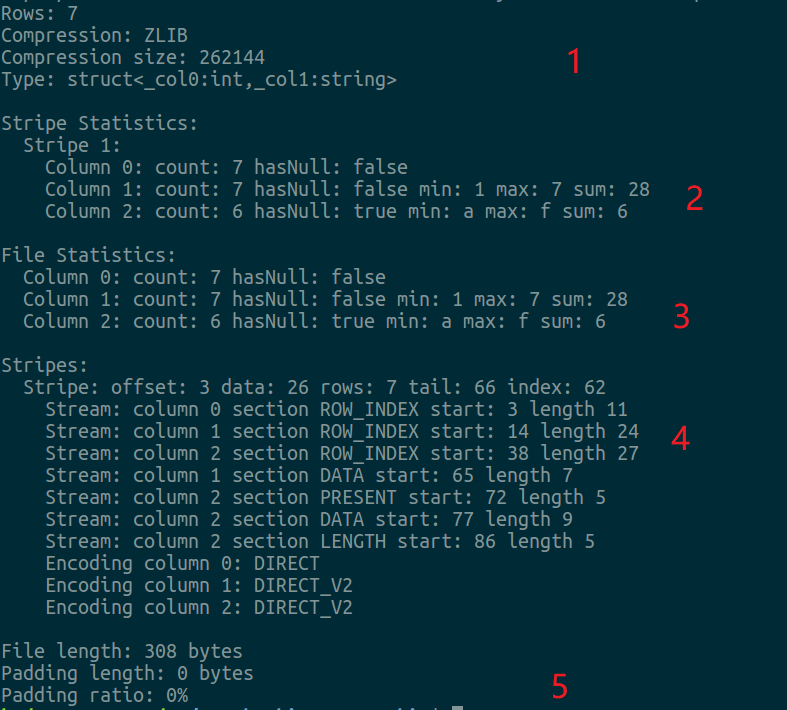 Rows: 7
Compression: ZLIB
Compression size: 262144
1
Type: struct<_col0:int,_col1:string>
Stripe Statistics:
Stripe 1:
Column 0: count: 7 hasNull: false
Column 1: count: 7 hasNull: false min: 1 max: 7 sum: 28
2
Column 2: count: 6 hasNull: true min: a max: f sum: 6
File Statistics:
Column 0: count: 7 hasNull: false
Column 1: count: 7 hasNull: false min: 1 max: 7 sum: 28
Column 2: count: 6 hasNull: true min: a max: f sum: 6
3
Stripes:
Stripe: offset: 3 data: 26 rows: 7 tail: 66 index: 62
Stream: column 0 section ROW_INDEX start: 3 length 11
Stream: column 1 section ROW_INDEX start: 14 length 24
4
Stream: column 2 section ROW_INDEX start: 38 length 27
Stream: column 1 section DATA start: 65 length 7
Stream: column 2 section PRESENT start: 72 length 5
Stream: column 2 section DATA start: 77 length 9
Stream: column 2 section LENGTH start: 86 length 5
Encoding column 0: DIRECT
Encoding column 1: DIRECT_V2
Encoding column 2: DIRECT_V2
File length: 308 bytes
Padding length: 0 bytes
Padding ratio: 0%
5